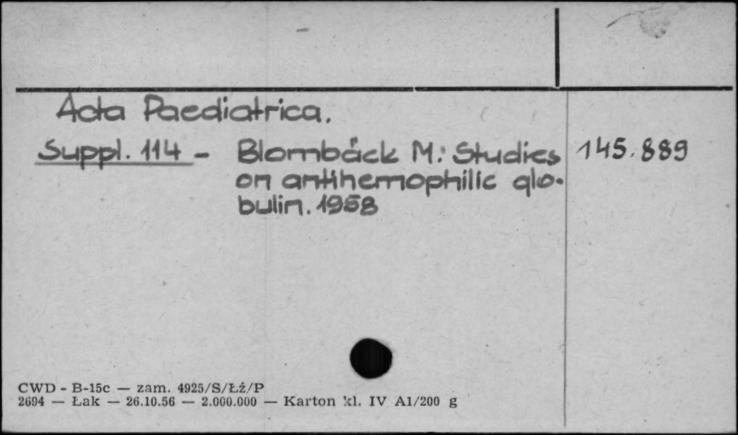 Acta Paediatrica.
Suppl. 114 - Blombäck M.: Studies 145.889
on antihemophilic glo-
bulin. 1958
CWD - B-15c — zam. 4925/S/Łź/P
2694 — Łak — 26.10.56 — 2.000.000 — Karton kl. IV A1/200 g